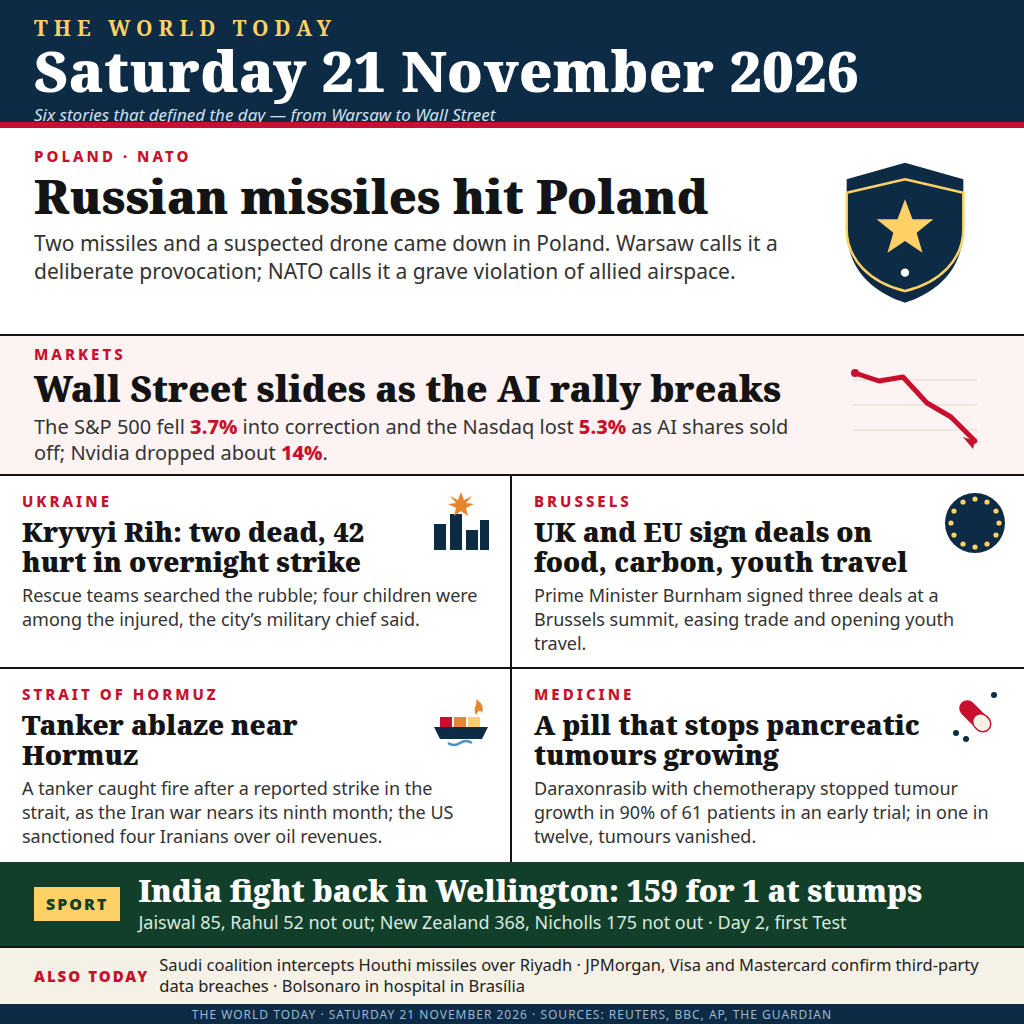 THE WORLD TODAY
Saturday 21 November 2026
Six stories that defined the day — from Warsaw to Wall Street
POLAND · NATO
Russian missiles hit Poland
Two missiles and a suspected drone came down in Poland. Warsaw calls it a
deliberate provocation; NATO calls it a grave violation of allied airspace.
MARKETS
Wall Street slides as the AI rally breaks
The S&P 500 fell 3.7% into correction and the Nasdaq lost 5.3% as AI shares sold
off; Nvidia dropped about 14%.
UKRAINE
Kryvyi Rih: two dead, 42
hurt in overnight strike
Rescue teams searched the rubble; four children were
among the injured, the city’s military chief said.
BRUSSELS
UK and EU sign deals on
food, carbon, youth travel
Prime Minister Burnham signed three deals at a
Brussels summit, easing trade and opening youth
travel.
STRAIT OF HORMUZ
Tanker ablaze near
Hormuz
A tanker caught fire after a reported strike in the
strait, as the Iran war nears its ninth month; the US
sanctioned four Iranians over oil revenues.
MEDICINE
A pill that stops pancreatic
tumours growing
Daraxonrasib with chemotherapy stopped tumour
growth in 90% of 61 patients in an early trial; in one in
twelve, tumours vanished.
SPORT
India fight back in Wellington: 159 for 1 at stumps
Jaiswal 85, Rahul 52 not out; New Zealand 368, Nicholls 175 not out · Day 2, first Test
ALSO TODAY
Saudi coalition intercepts Houthi missiles over Riyadh · JPMorgan, Visa and Mastercard confirm third-party
data breaches · Bolsonaro in hospital in Brasília
THE WORLD TODAY · SATURDAY 21 NOVEMBER 2026 · SOURCES: REUTERS, BBC, AP, THE GUARDIAN